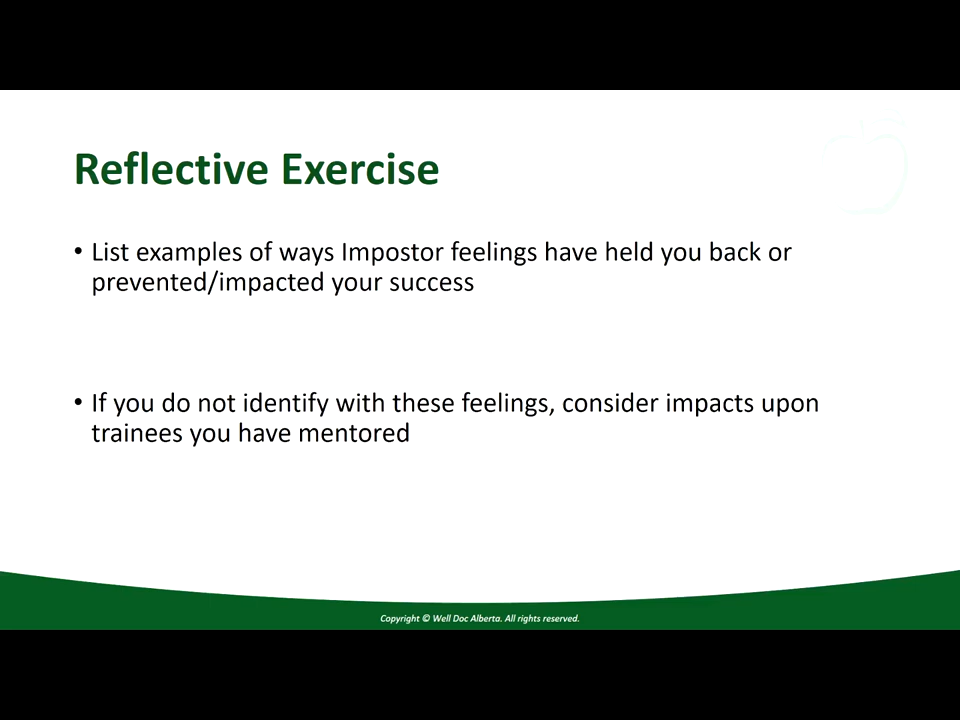 Reflective Exercise
• List examples of ways Impostor feelings have held you back or
prevented/impacted your success
• If you do not identify with these feelings, consider impacts upon
trainees you have mentored
Copyright © Well Doc Alberta. All rights reserved.